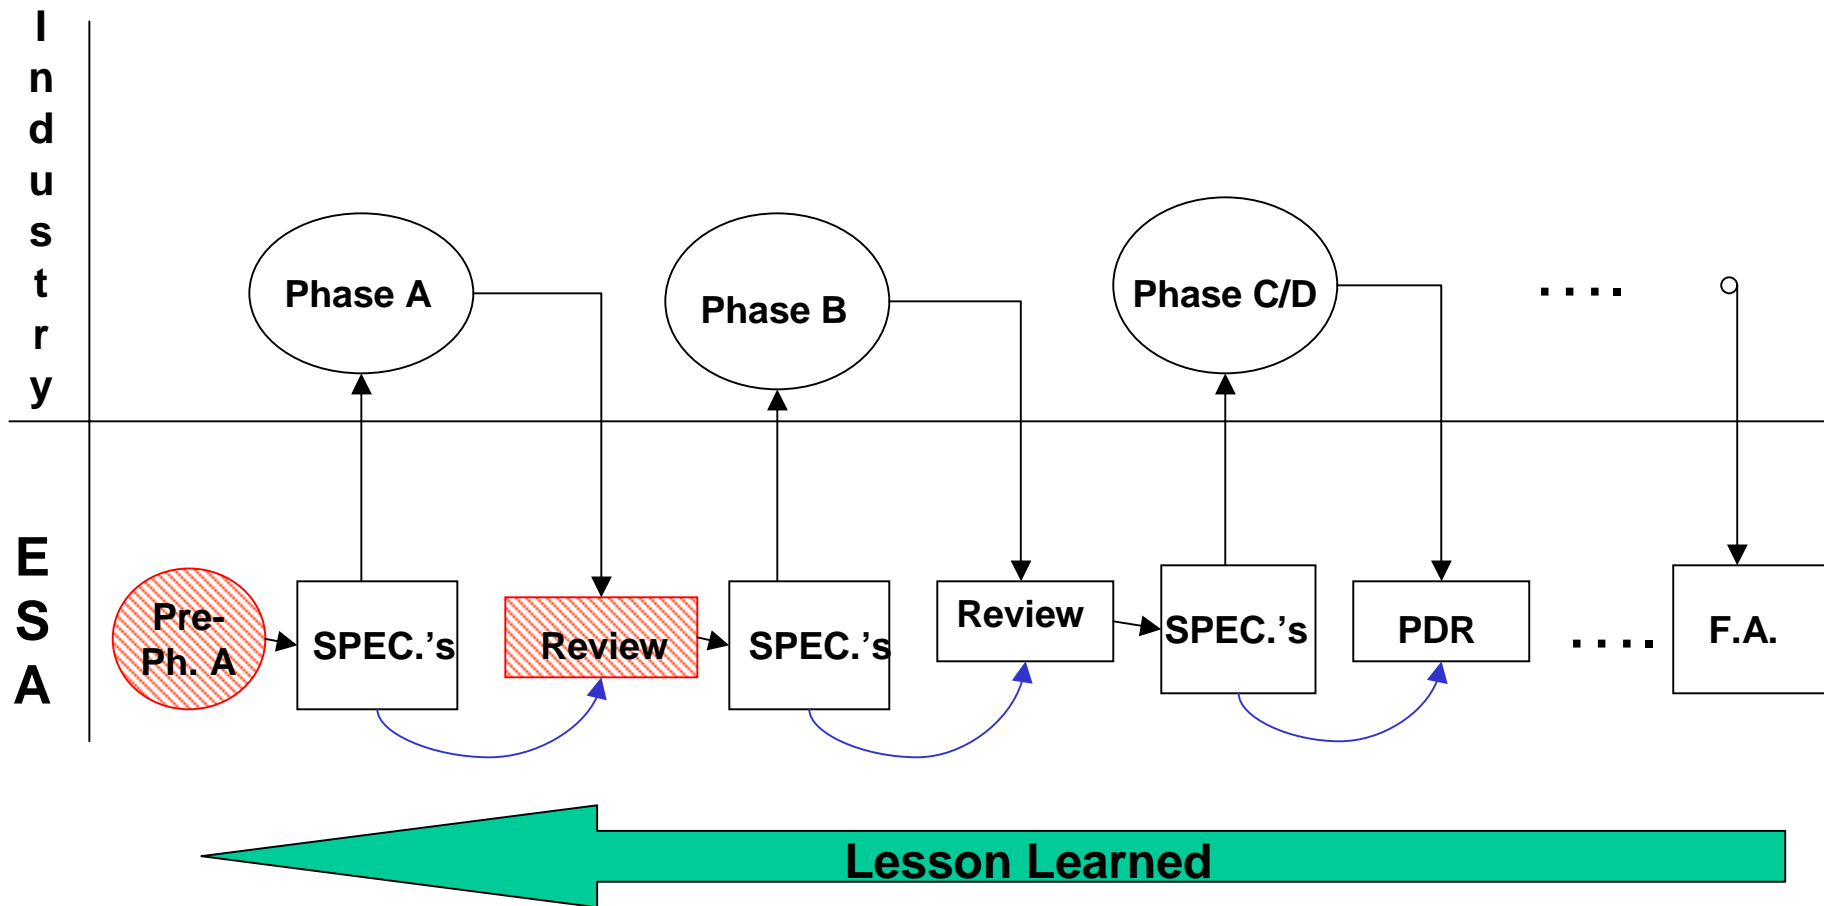 Industry
Phase A
Phase B
Phase C/D
....
ESA
Pre-
Ph. A
SPEC.'s
Review
SPEC.'s
Review
SPEC.'s
PDR
....
F.A.
Lesson Learned